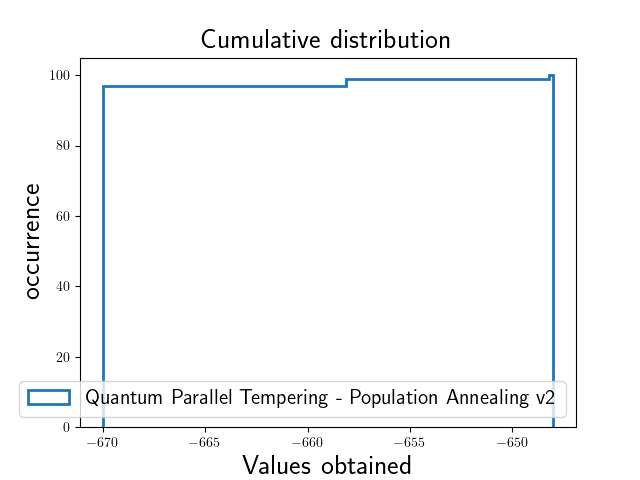 Cumulative distribution
occurrence
100
80
60
40
20
0
Quantum Parallel Tempering - Population Annealing v2
−670
−665
−660
−655
−650
Values obtained